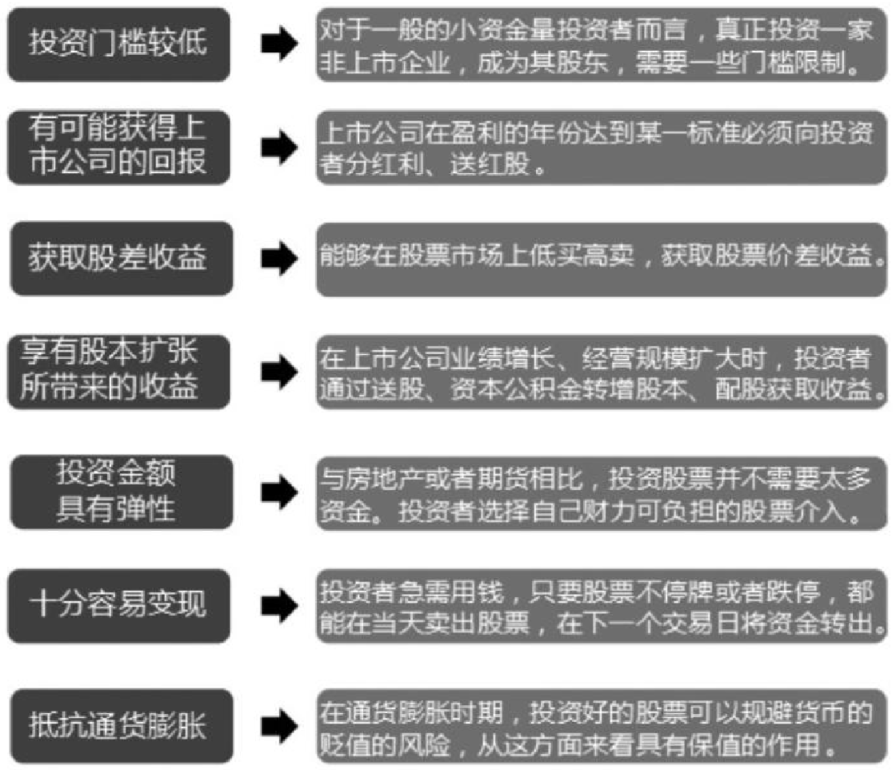 投资门槛较低
对于一般的小资金量投资者而言，真正投资一家
非上市企业，成为其股东，需要一些门槛限制。
有可能获得上
市公司的回报
上市公司在盈利的年份达到某一标准必须向投资
者分红利、送红股。
获取股差收益
能够在股票市场上低买高卖，获取股票价差收益。
享有股本扩张
所带来的收益
在上市公司业绩增长、经营规模扩大时，投资者
通过送股、资本公积金转增股本、配股获取收益。
投资金额
具有弹性
与房地产或者期货相比，投资股票并不需要太多
资金。投资者选择自己财力可负担的股票介入。
十分容易变现
投资者急需用钱，只要股票不停牌或者跌停，都
能在当天卖出股票，在下一个交易日将资金转出。
抵抗通货膨胀
在通货膨胀时期，投资好的股票可以规避货币的
贬值的风险，从这方面来看具有保值的作用。